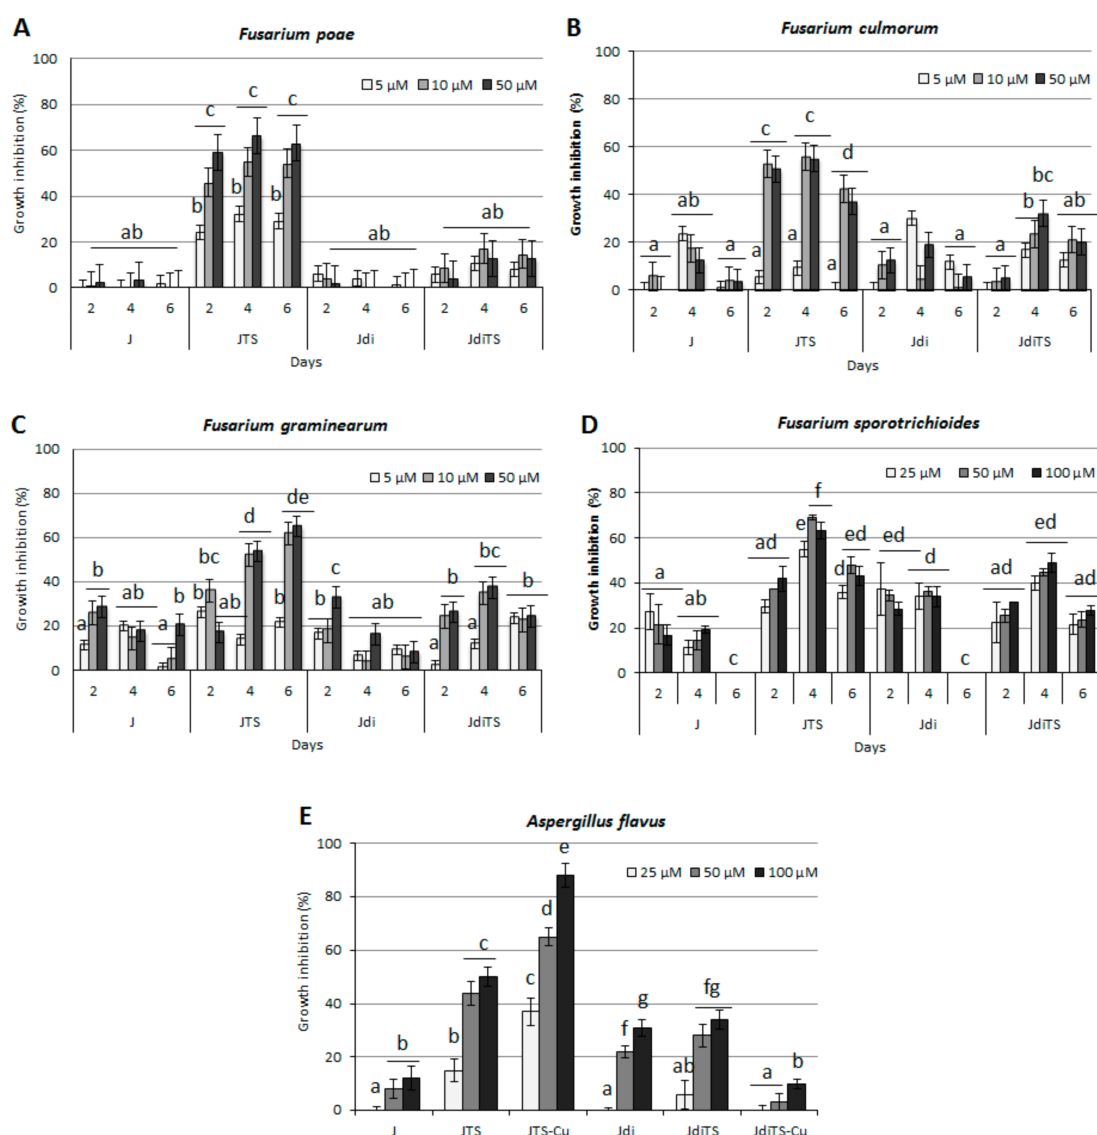 A
Fusarium poae
100
5 µM 10 µM 50 µM
c
c
c
80
60
40
20
0
Growth inhibition (%)
ab
b
b
b
ab
ab
2 4 6 2 4 6 2 4 6 2 4 6
J JTS Jdi JdiTS
Days
B
Fusarium culmorum
100
5 µM 10 µM 50 µM
80
60
40
20
0
Growth inhibition (%)
c
c
d
ab
bc
a
a
a
a
a
a
a
b
ab
2 4 6 2 4 6 2 4 6 2 4 6
J JTS Jdi JdiTS
Days
C
Fusarium graminearum
100
5 µM 10 µM 50 µM
80
60
40
20
0
Growth inhibition (%)
de
d
bc
c
bc
b
ab
b
ab
b
b
b
ab
b
b
a
a
a
a
2 4 6 2 4 6 2 4 6 2 4 6
J JTS Jdi JdiTS
Days
D
Fusarium sporotrichioides
100
25 µM 50 µM 100 µM
80
60
40
20
0
Growth inhibition (%)
f
e
ad
ed
ed
ed
d
d
a
ab
c
c
ad
ad
2 4 6 2 4 6 2 4 6 2 4 6
J JTS Jdi JdiTS
Days
E
Aspergillus flavus
100
25 µM 50 µM 100 µM
80
60
40
20
0
Growth inhibition (%)
e
d
c
c
g
fg
f
b
b
ab
b
a
a
a
J JTS JTS-Cu Jdi JdiTS JdiTS-Cu